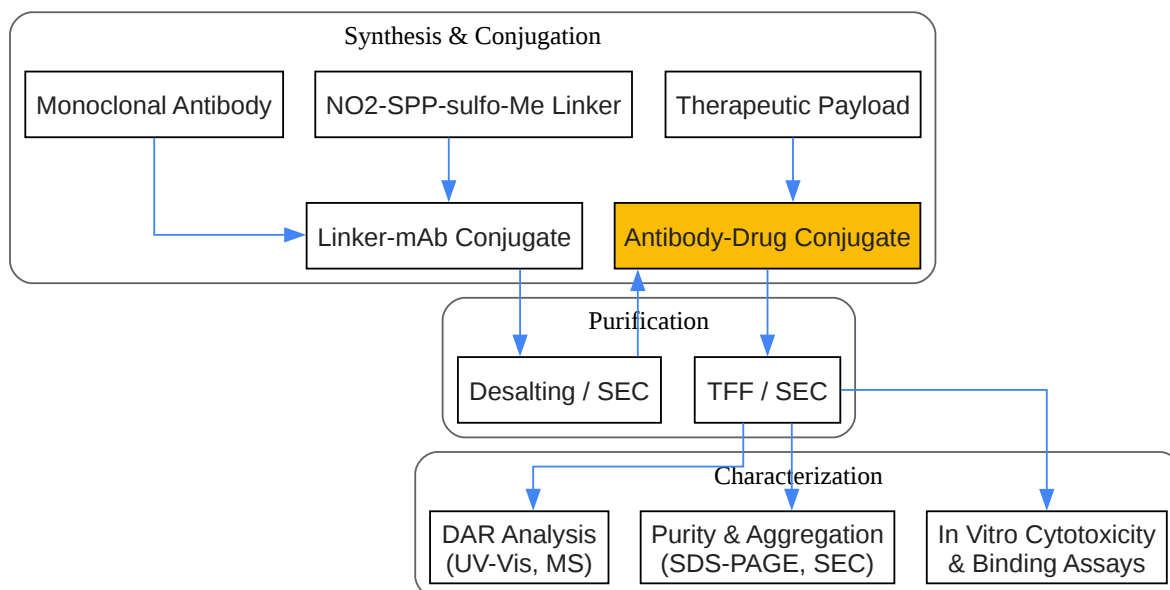 Synthesis & Conjugation
Monoclonal Antibody
NO2-SPP-sulfo-Me Linker
Therapeutic Payload
Linker-mAb Conjugate
Antibody-Drug Conjugate
Purification
Desalting / SEC
TFF / SEC
Characterization
DAR Analysis
(UV-Vis, MS)
Purity & Aggregation
(SDS-PAGE, SEC)
In Vitro Cytotoxicity
& Binding Assays